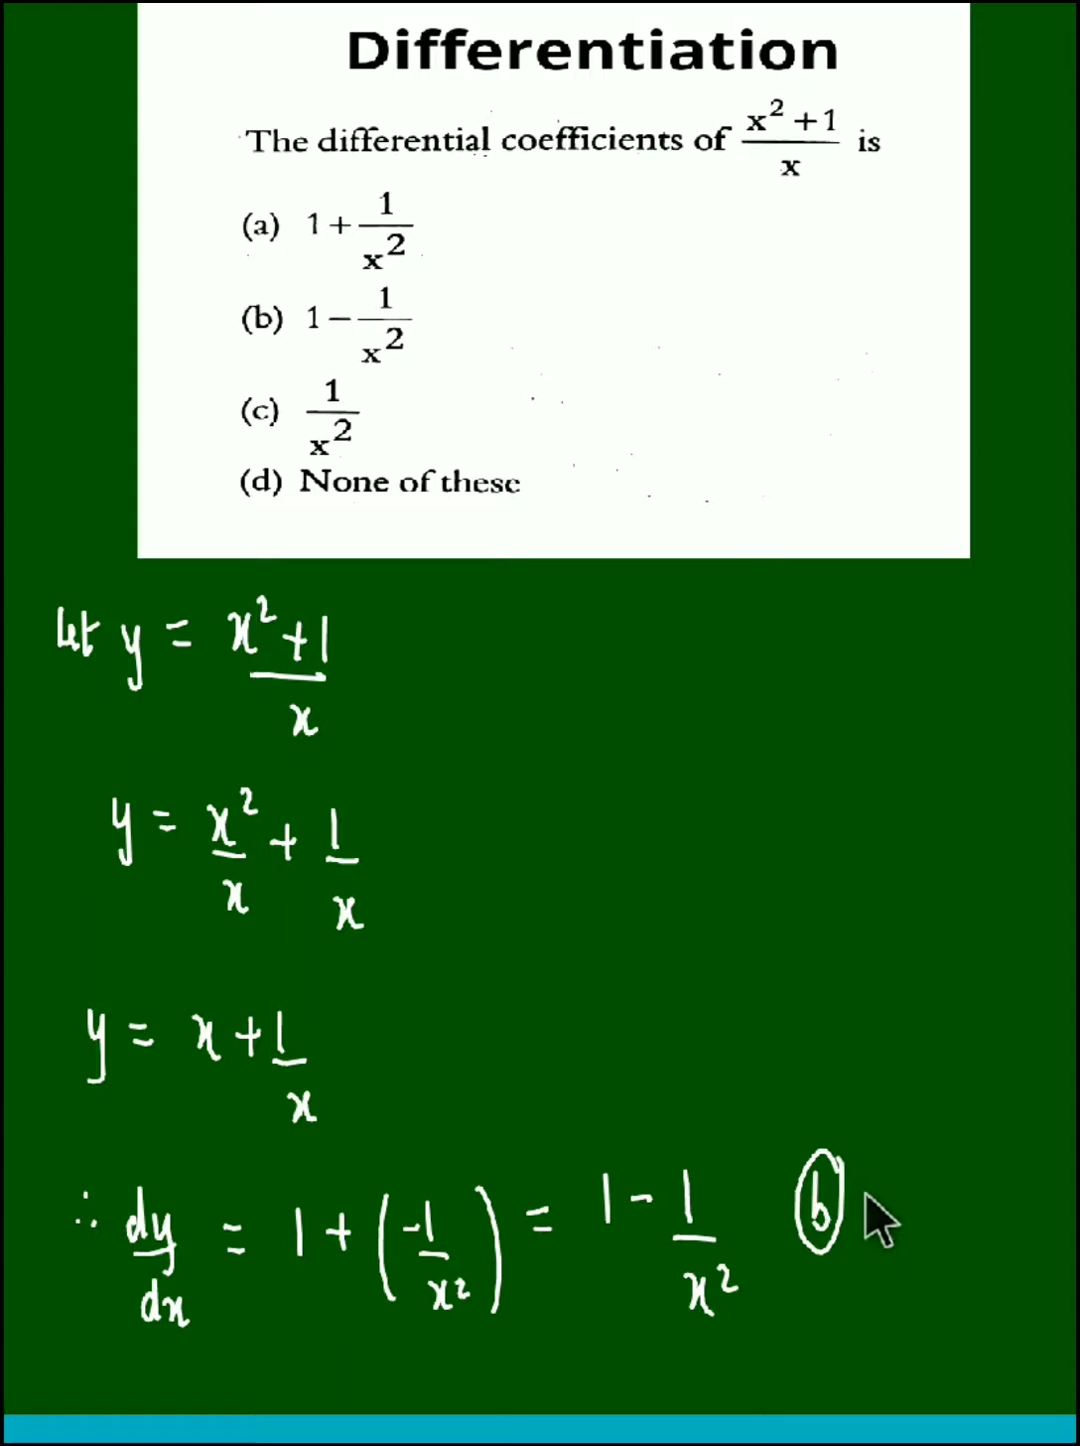 Differentiation
The differential coefficients of (x² + 1)/x is
(a) 1 + 1/x²
(b) 1 − 1/x²
(c) 1/x²
(d) None of these
let y = (x² + 1)/x
y = x²/x + 1/x
y = x + 1/x
∴ dy/dx = 1 + (−1/x²) = 1 − 1/x² b